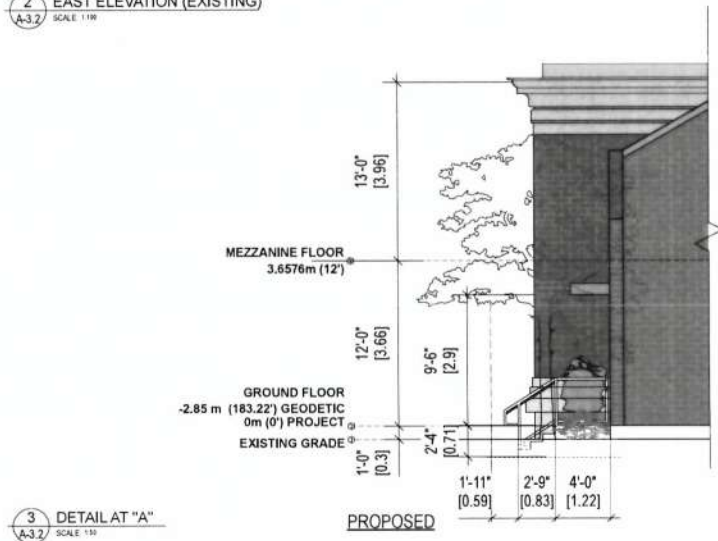 2 EAST ELEVATION (EXISTING)
A-3.2 SCALE 1:100
13'-0"
[3.96]
MEZZANINE FLOOR
3.6576m (12')
12'-0"
[3.66]
9'-6"
[2.9]
GROUND FLOOR
-2.85 m (183.22') GEODETIC
0m (0') PROJECT
EXISTING GRADE
1'-0"
[0.3]
2'-4"
[0.71]
1'-11" 2'-9" 4'-0"
[0.59] [0.83] [1.22]
3 DETAIL AT "A"
A-3.2 SCALE 1:50
PROPOSED